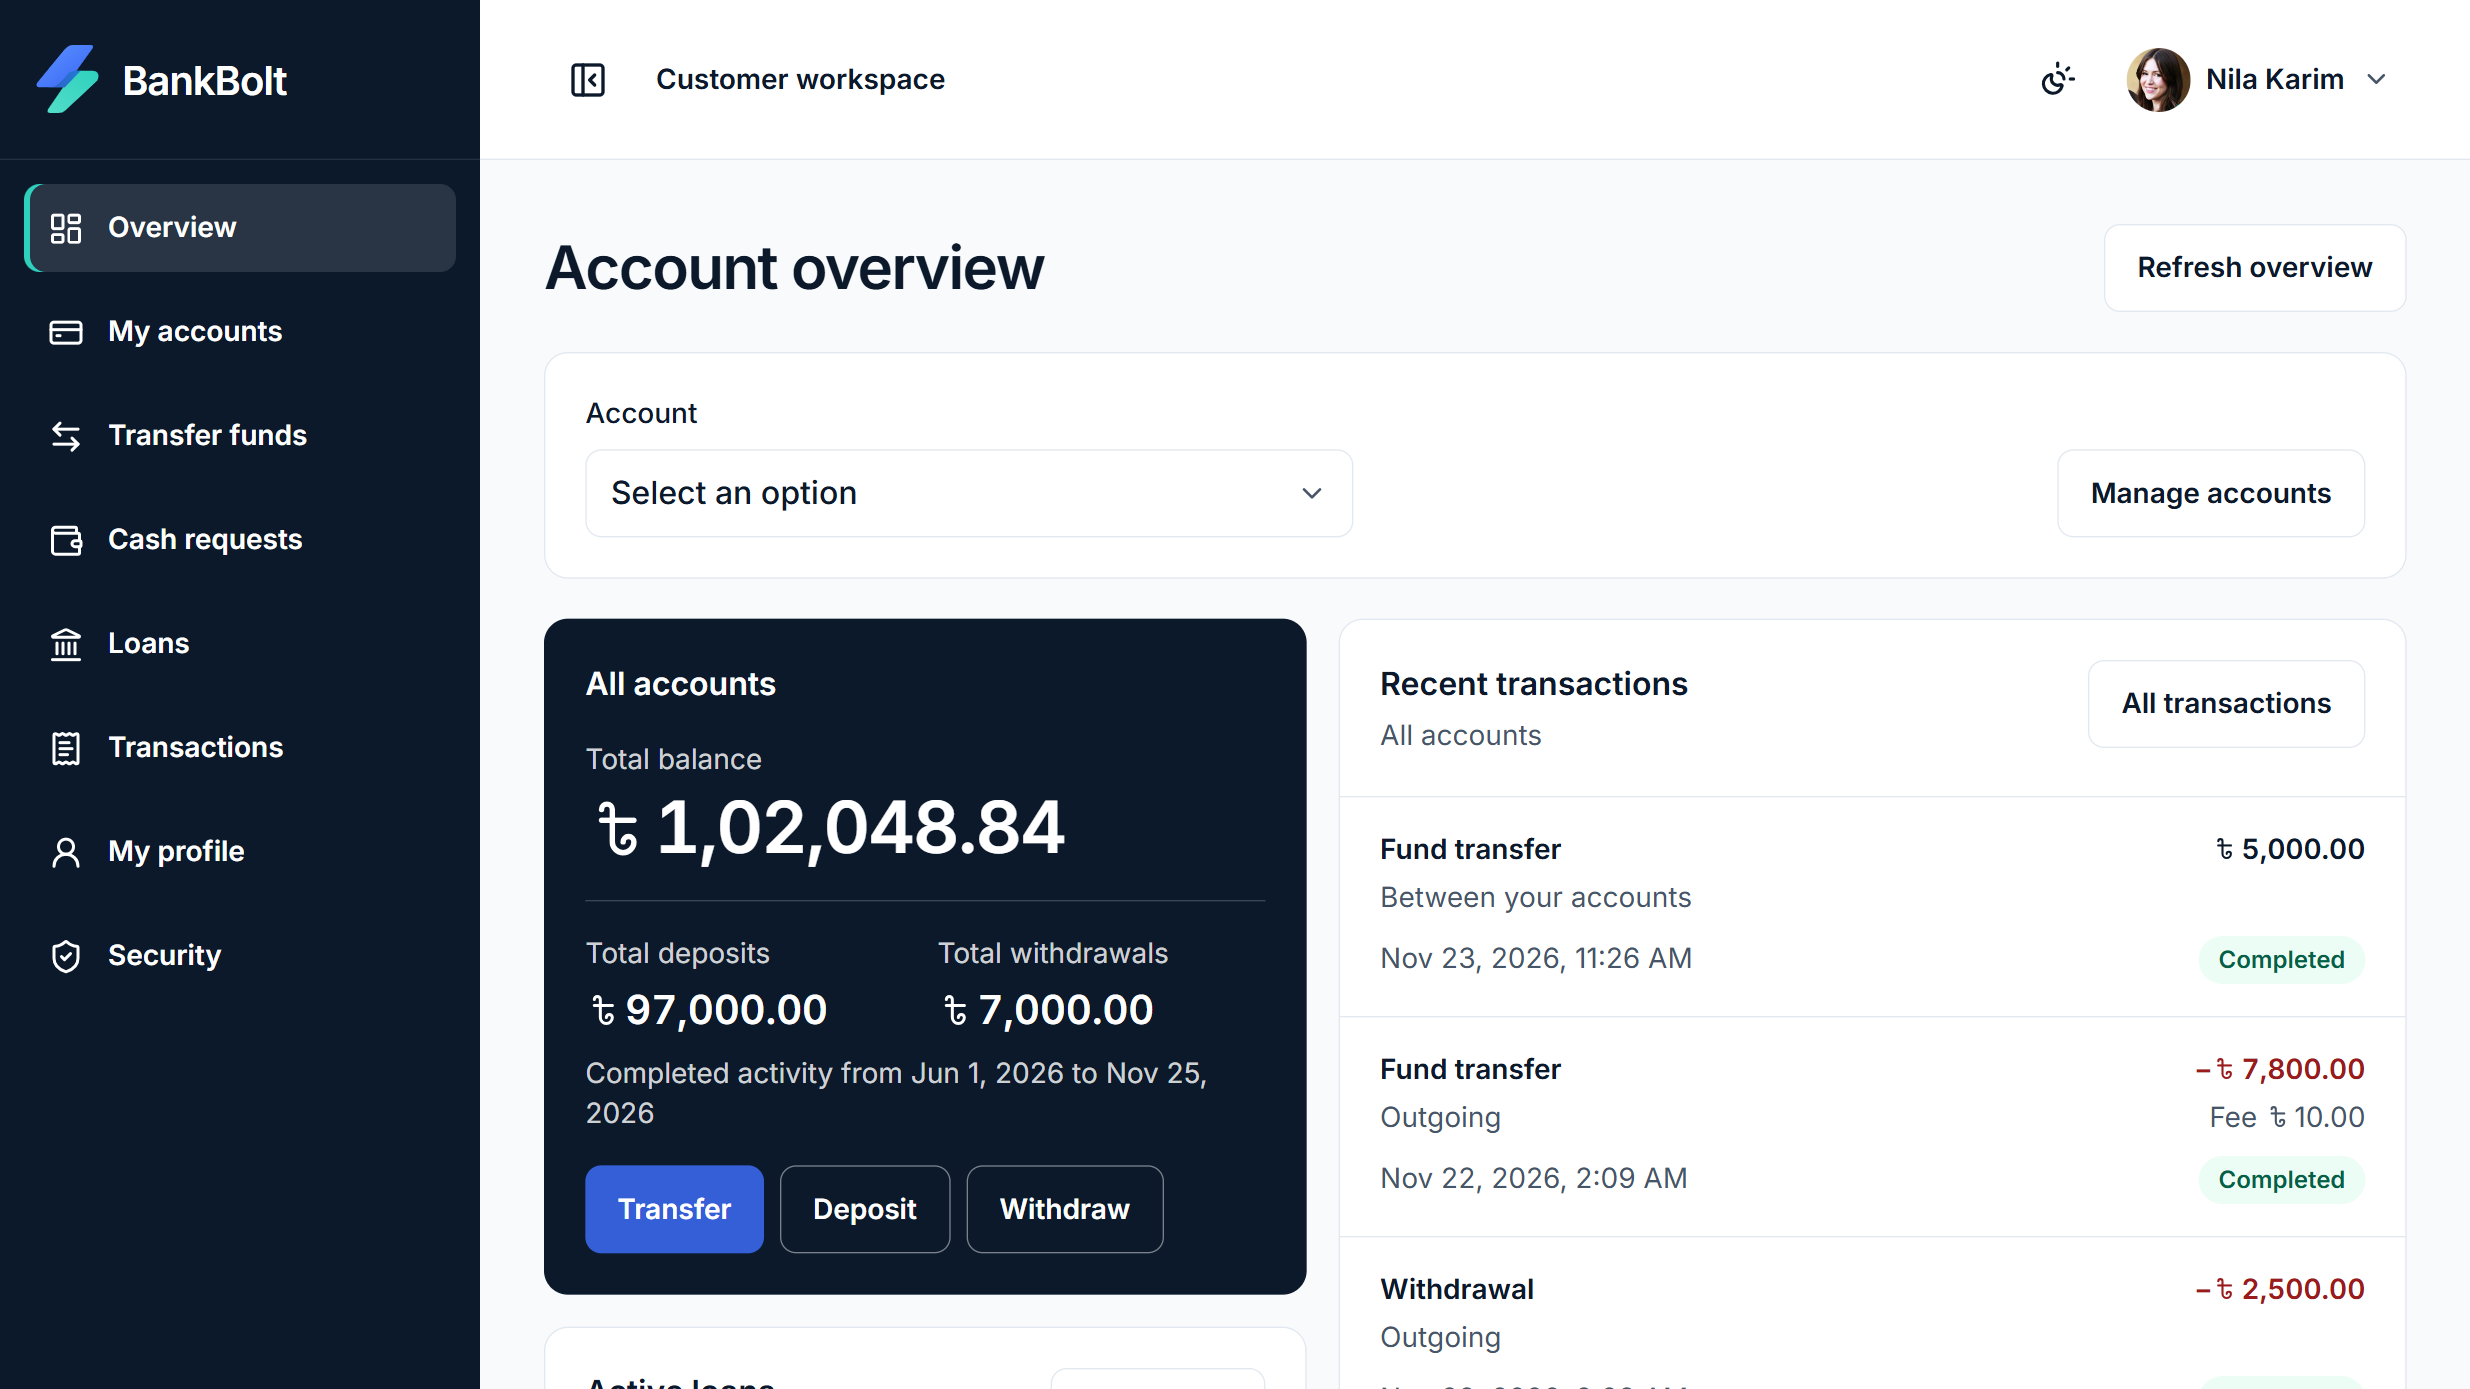 BankBolt
Customer workspace
Nila Karim
Overview
My accounts
Transfer funds
Cash requests
Loans
Transactions
My profile
Security
Account overview
Refresh overview
Account
Select an option
Manage accounts
All accounts
Total balance
৳ 1,02,048.84
Total deposits
Total withdrawals
৳ 97,000.00
৳ 7,000.00
Completed activity from Jun 1, 2026 to Nov 25,
2026
Transfer
Deposit
Withdraw
Active loans
Recent transactions
All accounts
All transactions
Fund transfer
৳ 5,000.00
Between your accounts
Nov 23, 2026, 11:26 AM
Completed
Fund transfer
–৳ 7,800.00
Outgoing
Fee ৳ 10.00
Nov 22, 2026, 2:09 AM
Completed
Withdrawal
–৳ 2,500.00
Outgoing